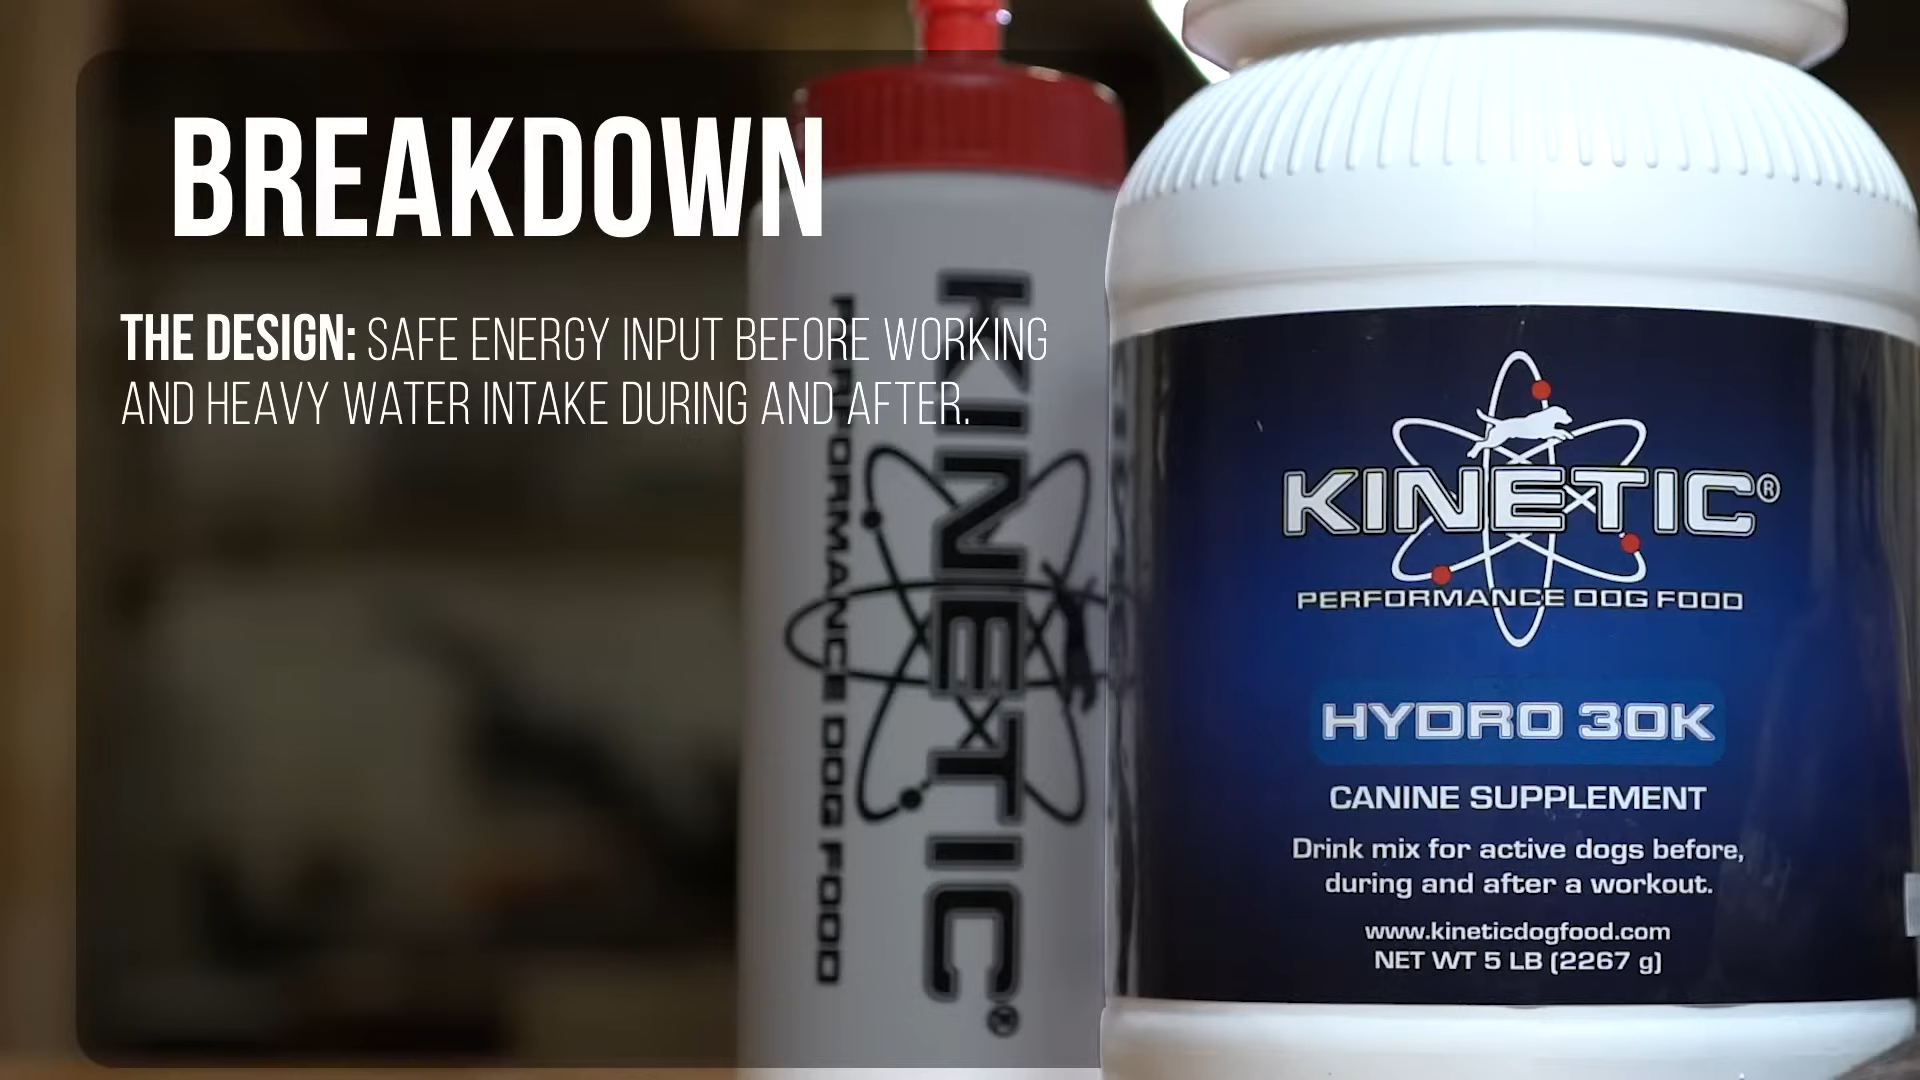 BREAKDOWN
THE DESIGN: SAFE ENERGY INPUT BEFORE WORKING
AND HEAVY WATER INTAKE DURING AND AFTER.
KINETIC®
PERFORMANCE DOG FOOD
KINETIC®
PERFORMANCE DOG FOOD
HYDRO 30K
CANINE SUPPLEMENT
Drink mix for active dogs before,
during and after a workout.
www.kineticdogfood.com
NET WT 5 LB (2267 g)